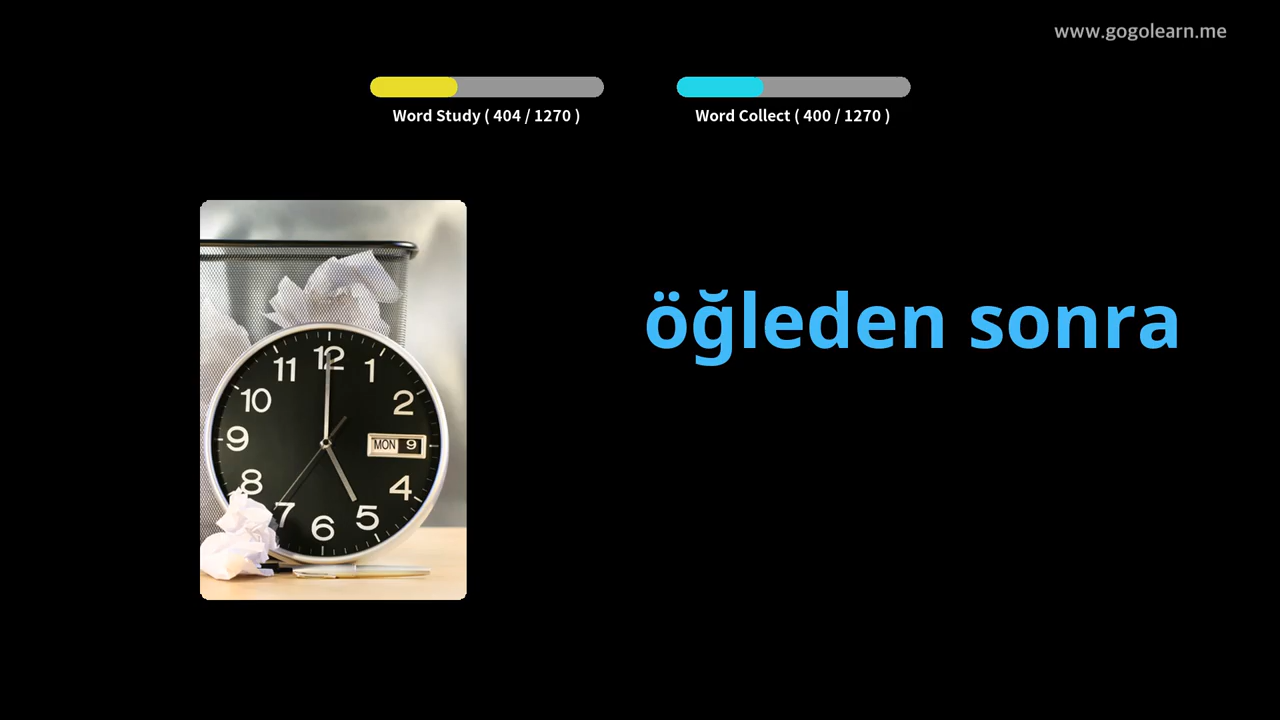 www.gogolearn.me
Word Study ( 404 / 1270 )
Word Collect ( 400 / 1270 )
öğleden sonra
12
11
1
10
2
9
MON 9
8
4
7
5
6